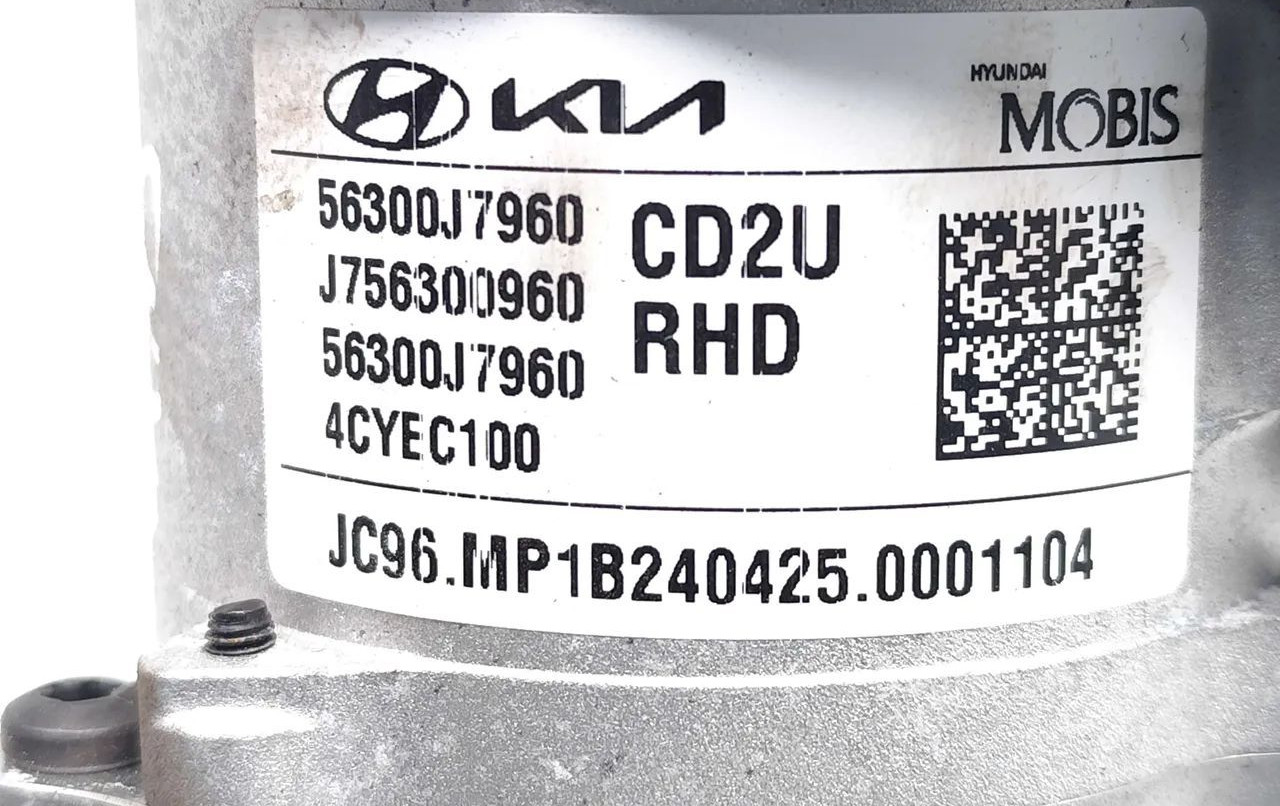 KIA
HYUNDAI
MOBIS
56300J7960
J756300960
56300J7960
4CYEC100
CD2U
RHD
JC96.MP1B240425.0001104